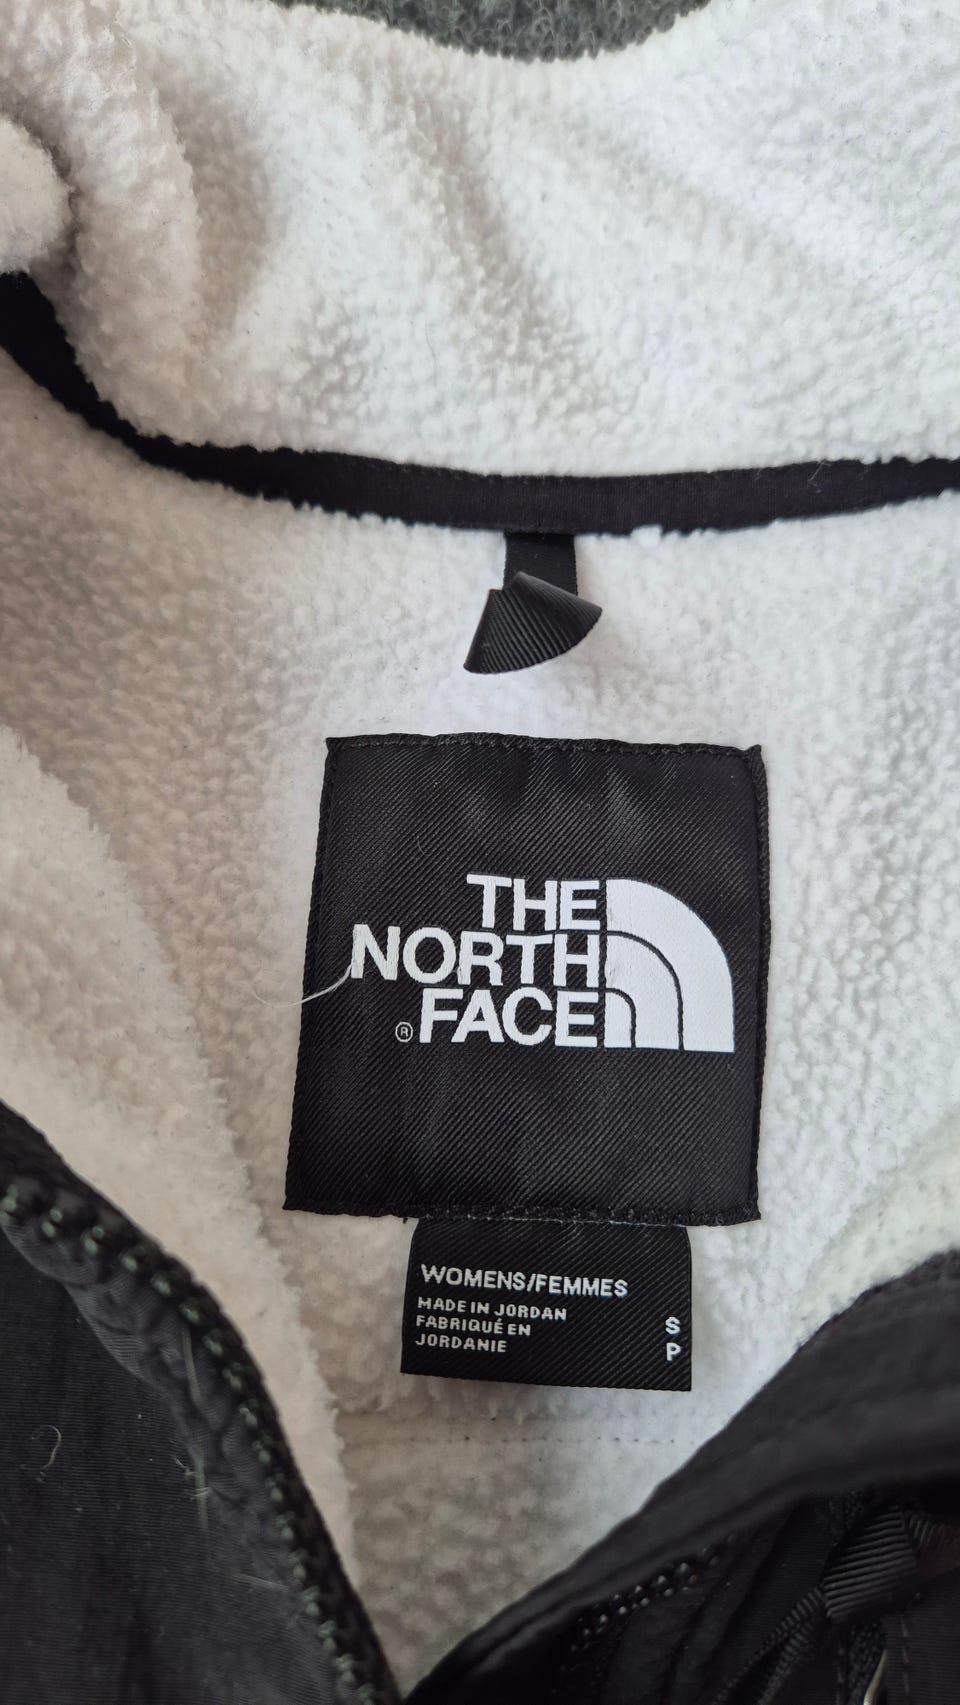 THE
NORTH
FACE
®
WOMENS/FEMMES
MADE IN JORDAN
FABRIQUÉ EN
JORDANIE
S
P